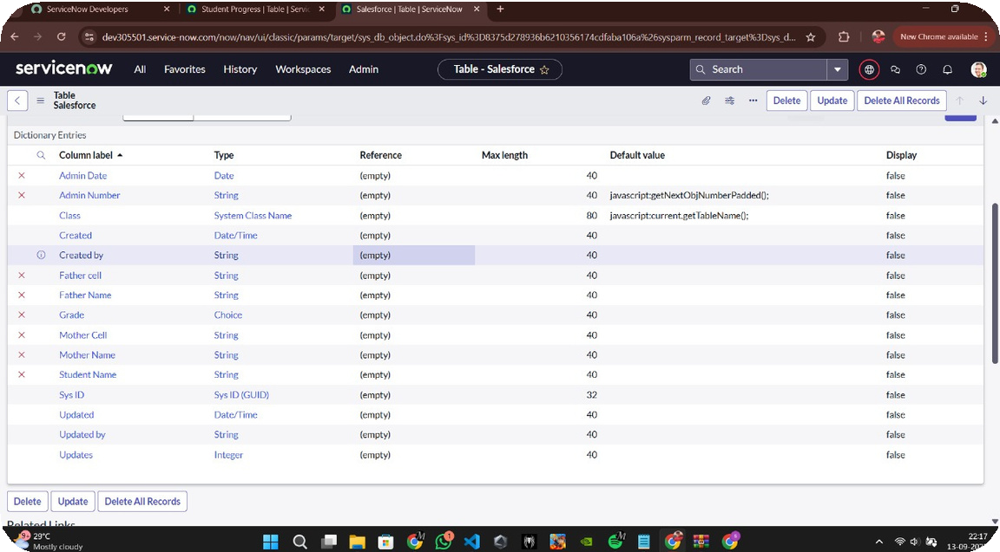 ServiceNow Developers
Student Progress | Table | Servic
Salesforce | Table | ServiceNow
dev305501.service-now.com/now/nav/ui/classic/params/target/sys_db_object.do%3Fsys_id%3D8375d278936b6210356174cdfaba106a%26sysparm_record_target%3Dsys_d...
New Chrome available
servicenow All Favorites History Workspaces Admin Table - Salesforce Search
Table
Salesforce
Delete Update Delete All Records
Dictionary Entries
Column label Type Reference Max length Default value Display
Admin Date Date (empty) 40 false
Admin Number String (empty) 40 javascript:getNextObjNumberPadded(); false
Class System Class Name (empty) 80 javascript:current.getTableName(); false
Created Date/Time (empty) 40 false
Created by String (empty) 40 false
Father cell String (empty) 40 false
Father Name String (empty) 40 false
Grade Choice (empty) 40 false
Mother Cell String (empty) 40 false
Mother Name String (empty) 40 false
Student Name String (empty) 40 false
Sys ID Sys ID (GUID) (empty) 32 false
Updated Date/Time (empty) 40 false
Updated by String (empty) 40 false
Updates Integer (empty) 40 false
Delete Update Delete All Records
Related Links
29°C
Mostly cloudy
22:17